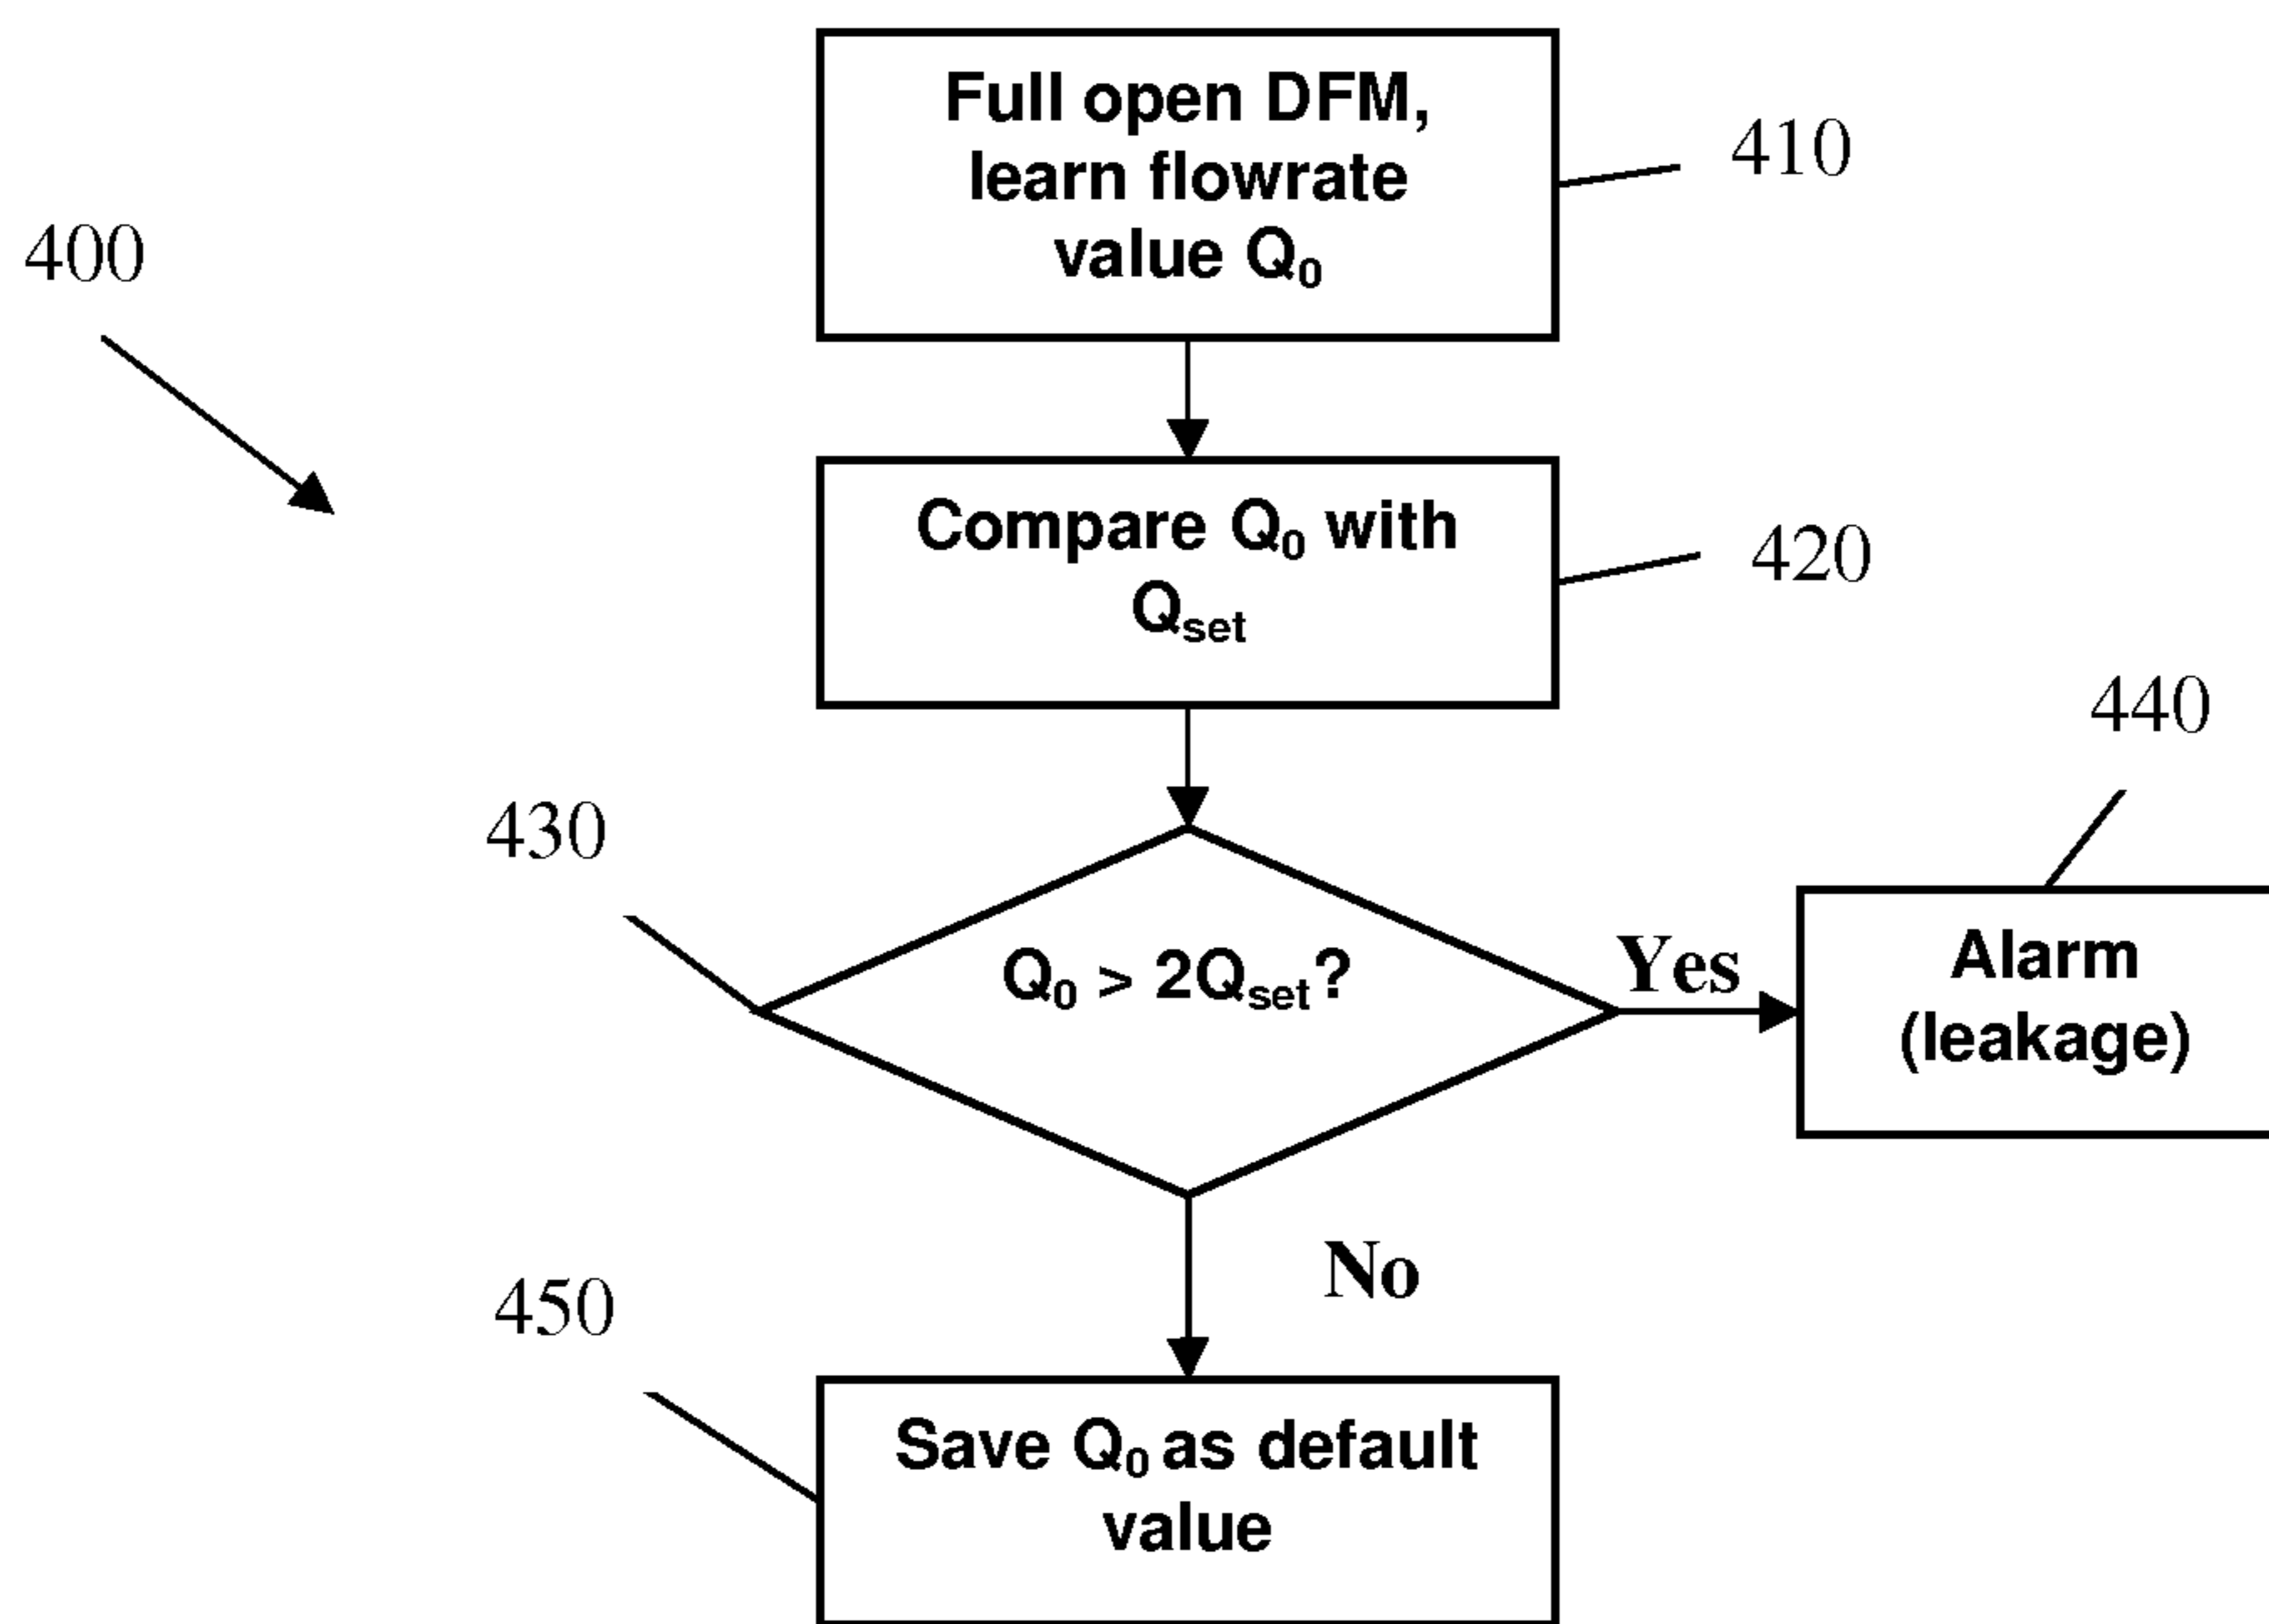 Full open DFM,
learn flowrate
value Q₀
410
400
Compare Q₀ with
Qset
420
440
430
Q₀ > 2Qset?
Yes
Alarm
(leakage)
No
450
Save Q₀ as default
value